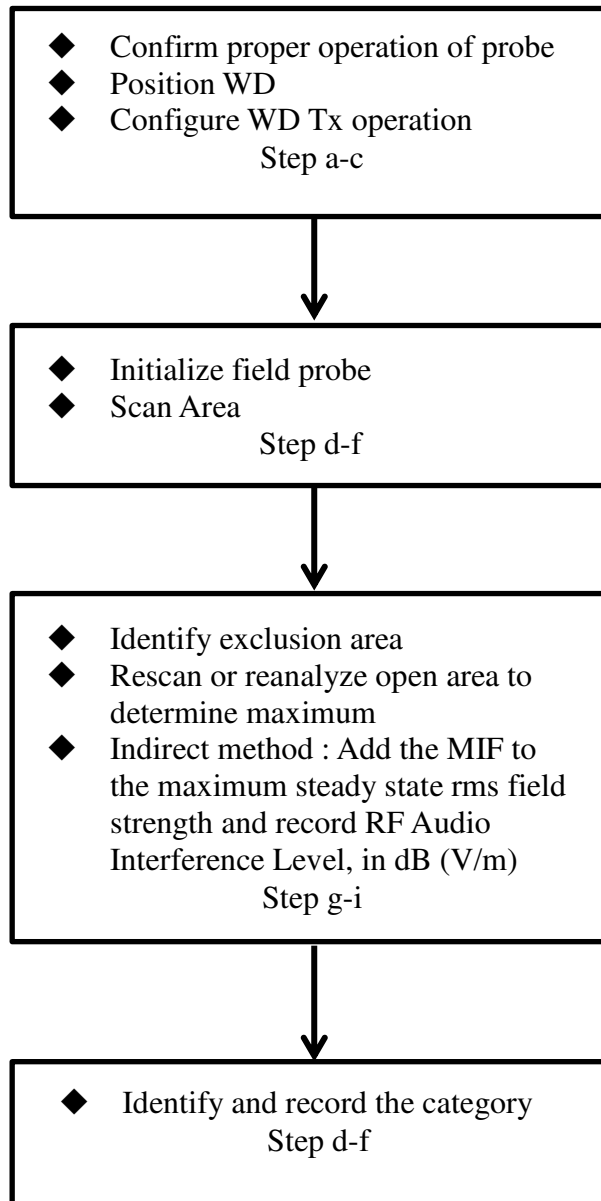 ◆ Confirm proper operation of probe
◆ Position WD
◆ Configure WD Tx operation
Step a-c
◆ Initialize field probe
◆ Scan Area
Step d-f
◆ Identify exclusion area
◆ Rescan or reanalyze open area to
determine maximum
◆ Indirect method : Add the MIF to
the maximum steady state rms field
strength and record RF Audio
Interference Level, in dB (V/m)
Step g-i
◆ Identify and record the category
Step d-f